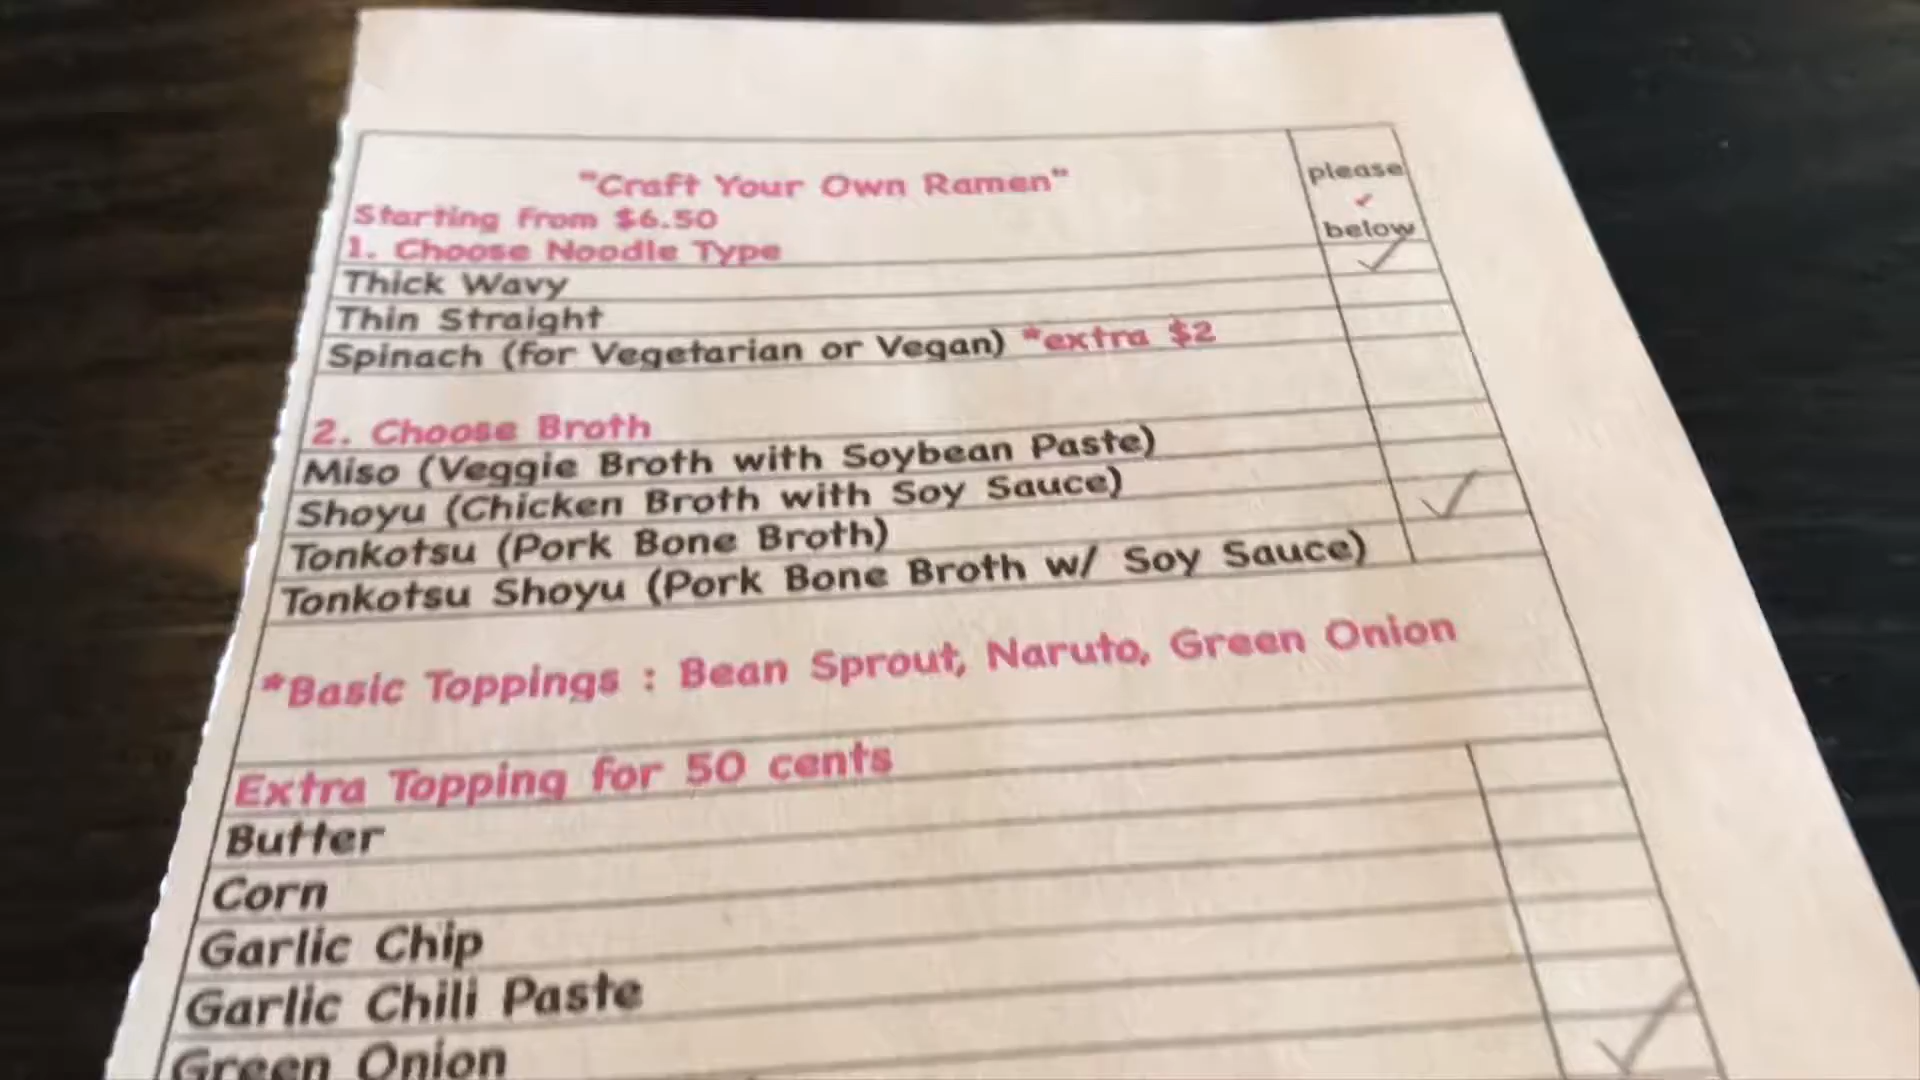 "Craft Your Own Ramen"
please
✓
below
Starting From $6.50
1. Choose Noodle Type
Thick Wavy
Thin Straight
Spinach (for Vegetarian or Vegan) *extra $2
2. Choose Broth
Miso (Veggie Broth with Soybean Paste)
Shoyu (Chicken Broth with Soy Sauce)
Tonkotsu (Pork Bone Broth)
Tonkotsu Shoyu (Pork Bone Broth w/ Soy Sauce)
*Basic Toppings : Bean Sprout, Naruto, Green Onion
Extra Topping for 50 cents
Butter
Corn
Garlic Chip
Garlic Chili Paste
Green Onion